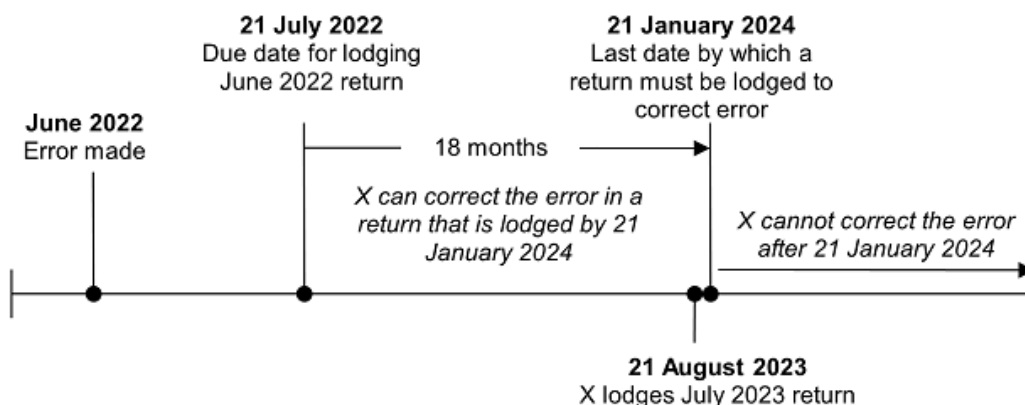 21 July 2022
Due date for lodging
June 2022 return
21 January 2024
Last date by which a
return must be lodged to
correct error
June 2022
Error made
18 months
X can correct the error in a
return that is lodged by 21
January 2024
X cannot correct the error
after 21 January 2024
21 August 2023
X lodges July 2023 return